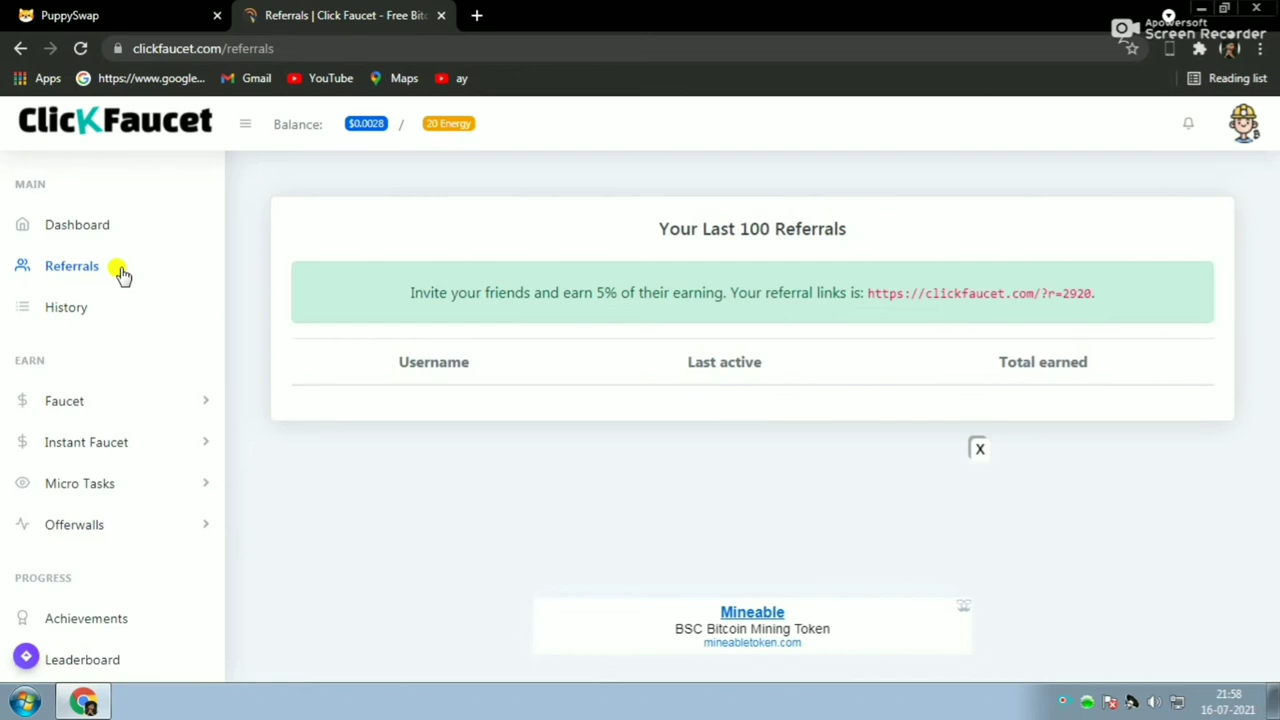 PuppySwap
Referrals | Click Faucet - Free Bitc
Apowersoft
Screen Recorder
clickfaucet.com/referrals
Apps
https://www.google...
Gmail
YouTube
Maps
ay
Reading list
ClicKFaucet
Balance:
$0.0028
/
20 Energy
MAIN
Dashboard
Referrals
History
EARN
Faucet
Instant Faucet
Micro Tasks
Offerwalls
PROGRESS
Achievements
Leaderboard
Your Last 100 Referrals
Invite your friends and earn 5% of their earning. Your referral links is: https://clickfaucet.com/?r=2920.
Username Last active Total earned
X
Mineable
BSC Bitcoin Mining Token
mineabletoken.com
21:58
16-07-2021